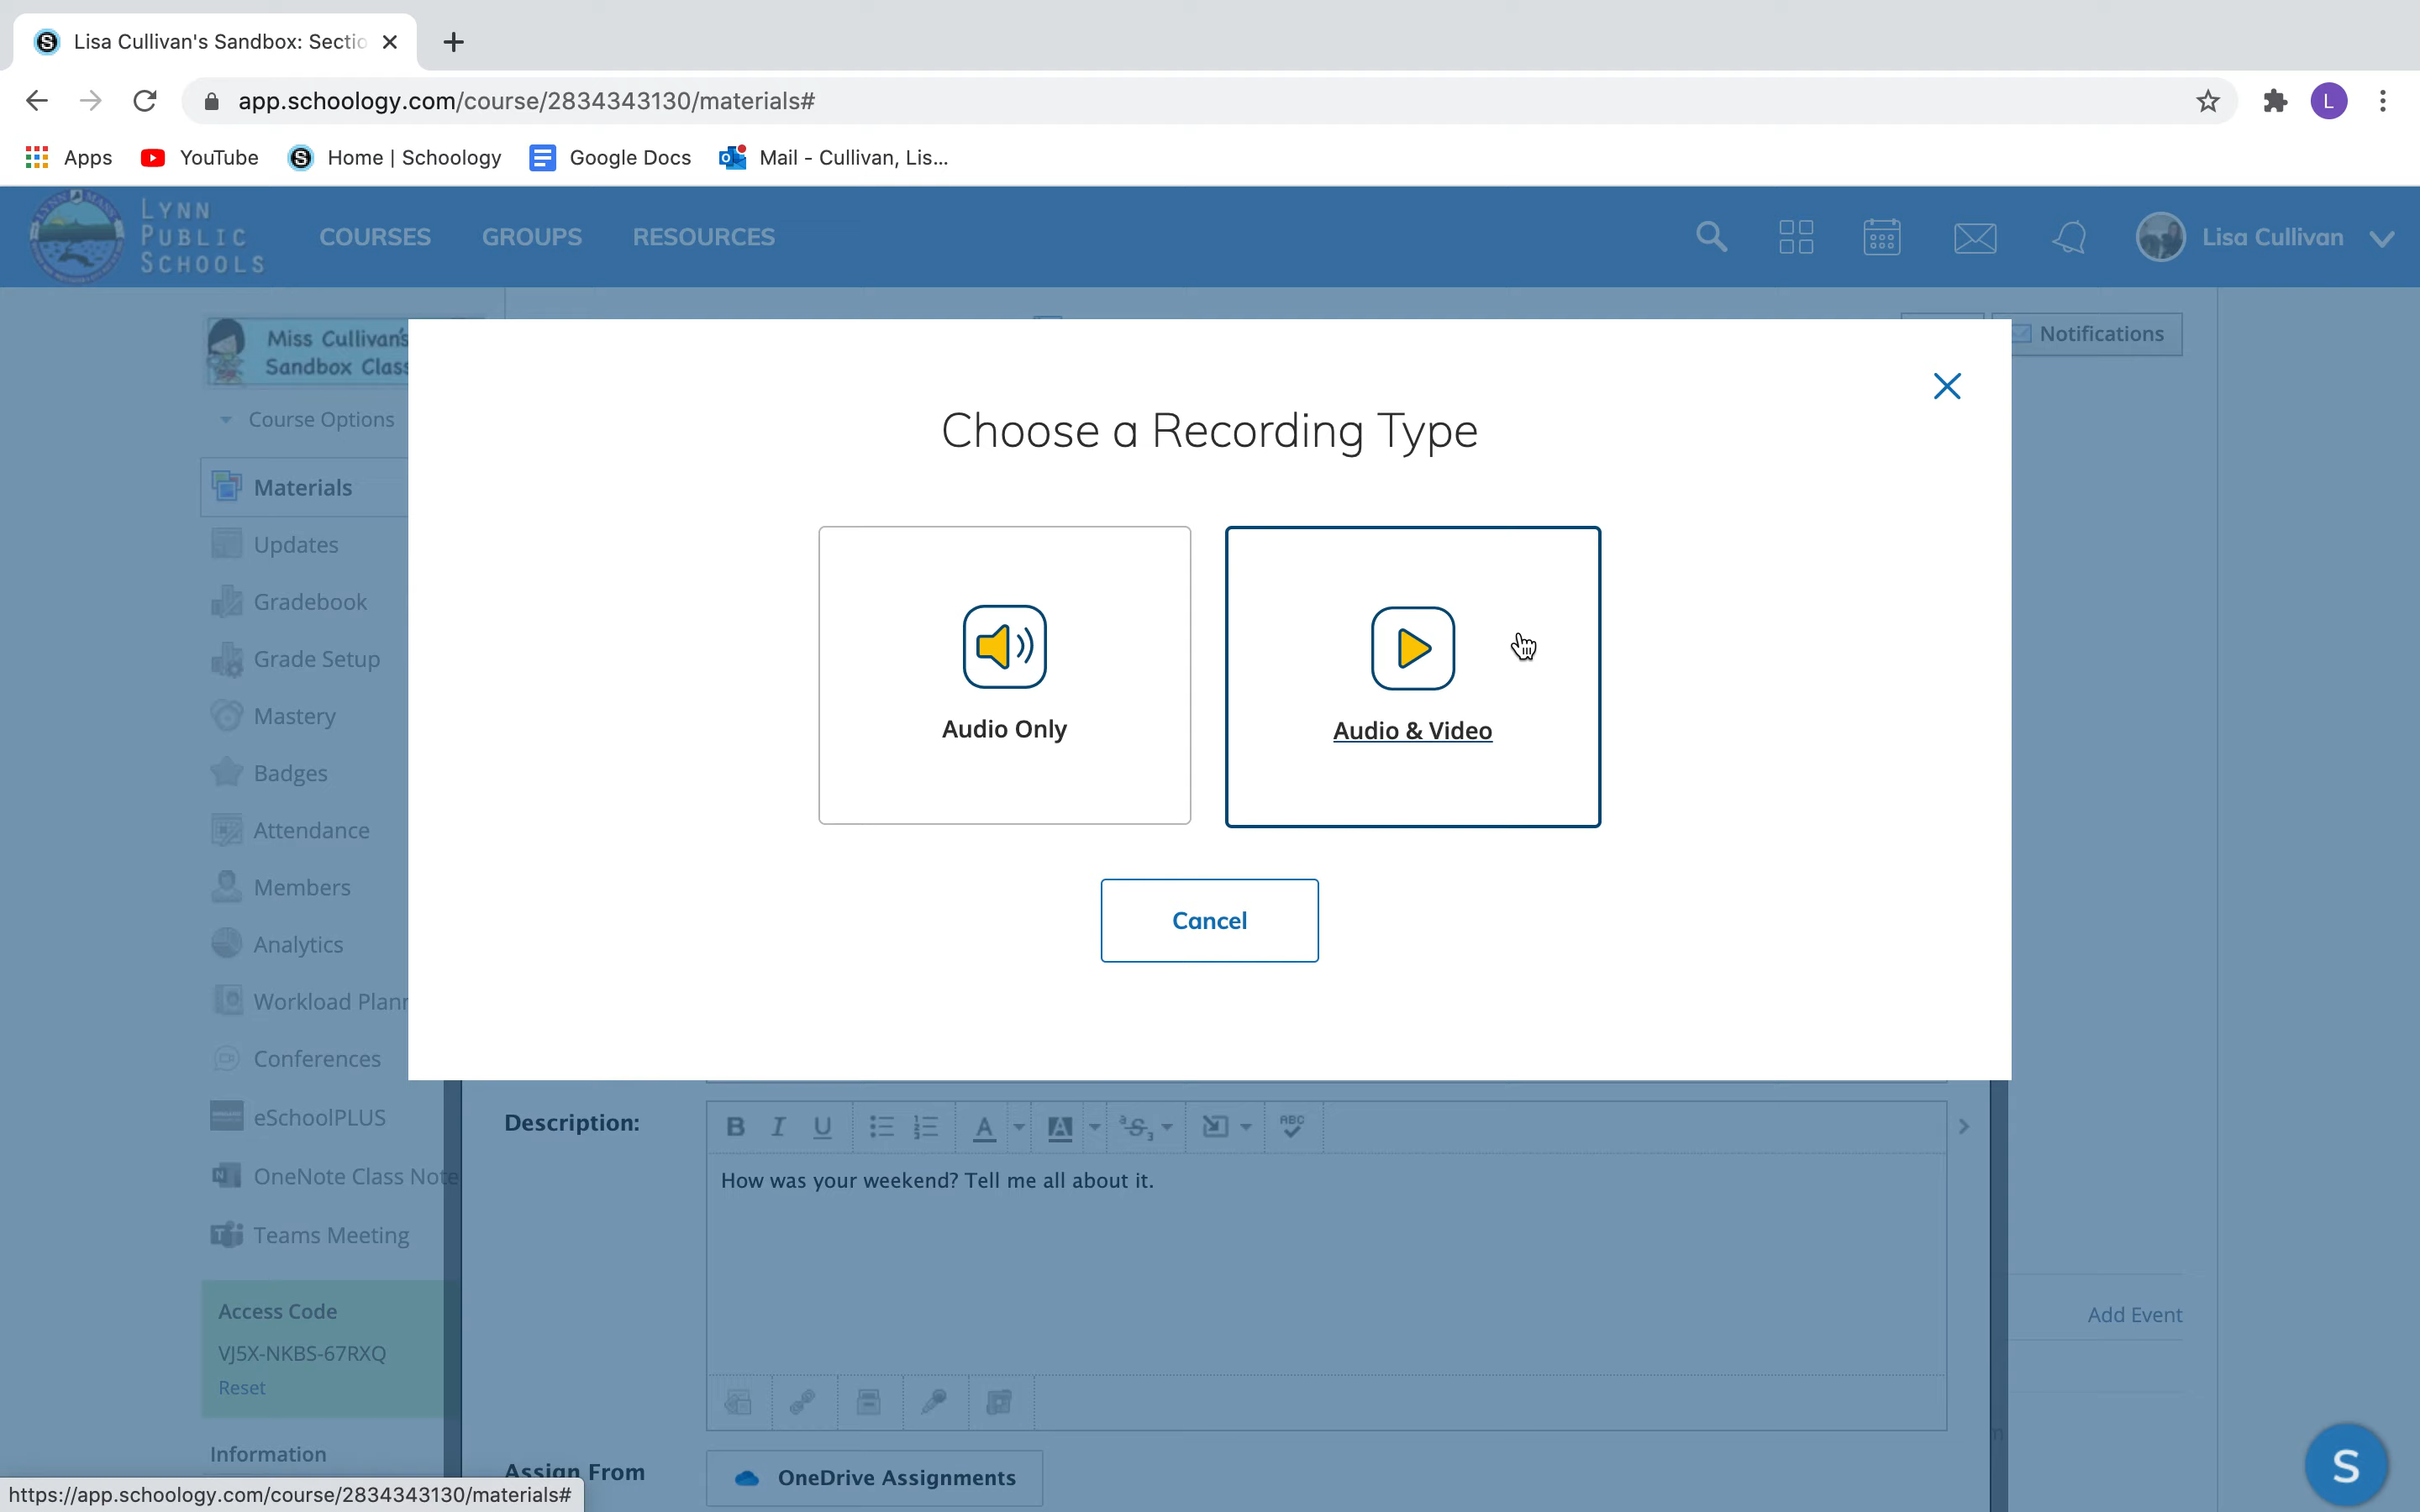 Lisa Cullivan's Sandbox: Sectio
app.schoology.com/course/2834343130/materials#
L
Apps
YouTube
Home | Schoology
Google Docs
Mail - Cullivan, Lis...
LYNN
PUBLIC
SCHOOLS
COURSES
GROUPS
RESOURCES
Lisa Cullivan
Miss Cullivan's
Sandbox Class
Notifications
Course Options
Choose a Recording Type
Materials
Updates
Gradebook
Grade Setup
Audio Only
Audio & Video
Mastery
Badges
Attendance
Members
Cancel
Analytics
Workload Plann
Conferences
eSchoolPLUS
Description:
B I U
A
A
ABC
OneNote Class Note
How was your weekend? Tell me all about it.
Teams Meeting
Access Code
VJ5X-NKBS-67RXQ
Reset
Add Event
Information
Assign From
OneDrive Assignments
S
https://app.schoology.com/course/2834343130/materials#